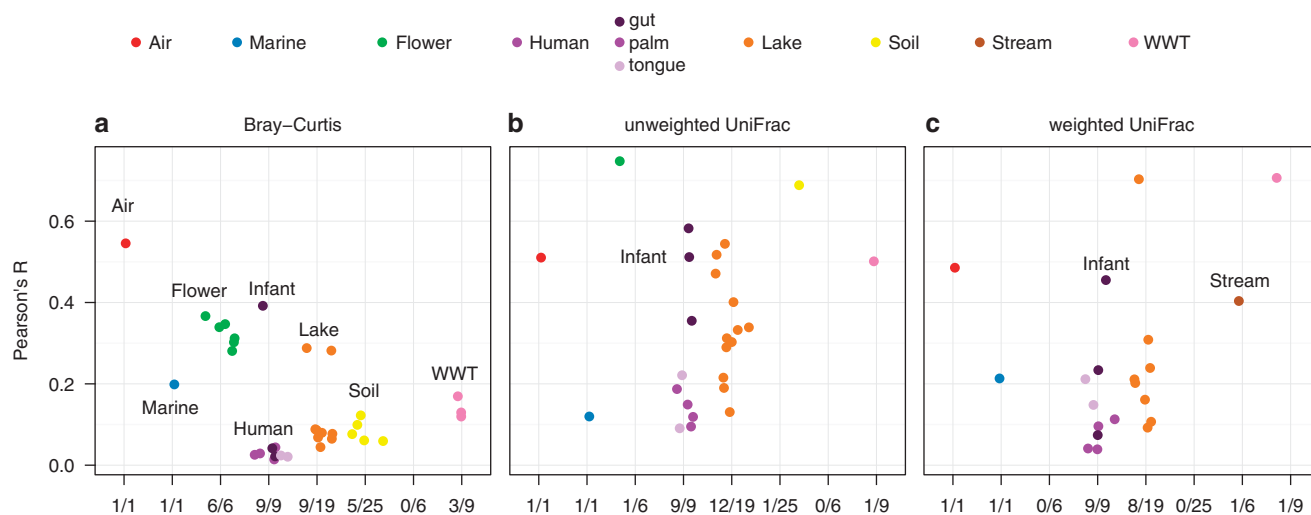 gut
Air Marine Flower Human palm Lake Soil Stream WWT
tongue
a Bray–Curtis
b unweighted UniFrac
c weighted UniFrac
Pearson's R
0.6
0.4
0.2
0.0
Air
Flower
Infant
Lake
Marine
Human
Soil
WWT
1/1 1/1 6/6 9/9 9/19 5/25 0/6 3/9
Infant
1/1 1/1 1/6 9/9 12/19 1/25 0/6 1/9
Infant
Stream
1/1 1/1 0/6 9/9 8/19 0/25 1/6 1/9